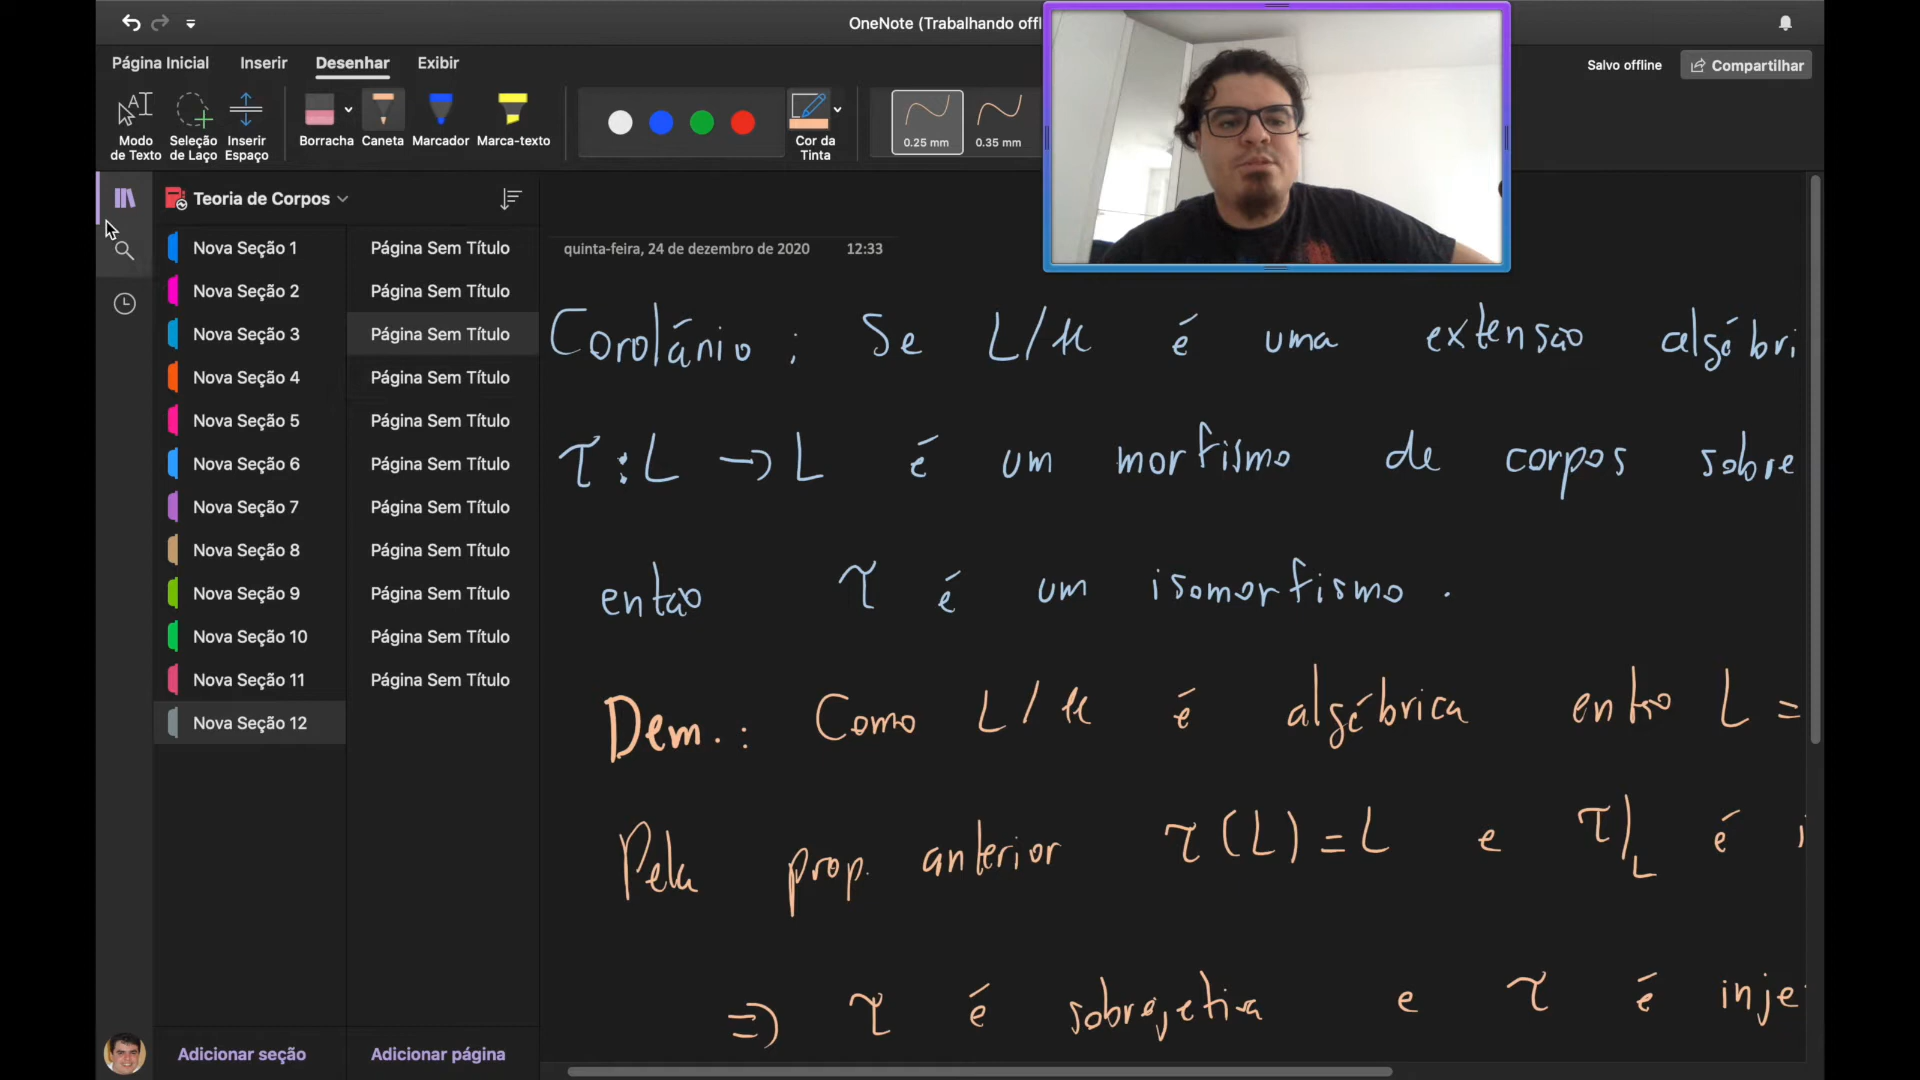 OneNote (Trabalhando offl
Página Inicial Inserir Desenhar Exibir
Salvo offline Compartilhar
Modo de Texto
Seleção de Laço
Inserir Espaço
Borracha Caneta Marcador Marca-texto
Cor da Tinta
0.25 mm 0.35 mm
Teoria de Corpos
Nova Seção 1
Nova Seção 2
Nova Seção 3
Nova Seção 4
Nova Seção 5
Nova Seção 6
Nova Seção 7
Nova Seção 8
Nova Seção 9
Nova Seção 10
Nova Seção 11
Nova Seção 12
Adicionar seção
Página Sem Título
Página Sem Título
Página Sem Título
Página Sem Título
Página Sem Título
Página Sem Título
Página Sem Título
Página Sem Título
Página Sem Título
Página Sem Título
Página Sem Título
Adicionar página
quinta-feira, 24 de dezembro de 2020 12:33
Corolário : Se L/K é uma extensão algébri
τ : L → L é um morfismo de corpos sobre
então τ é um isomorfismo .
Dem. : Como L/K é algébrica então L =
Pela prop. anterior τ(L) = L e τ|L é i
=> τ é sobrejetiva e τ é inje